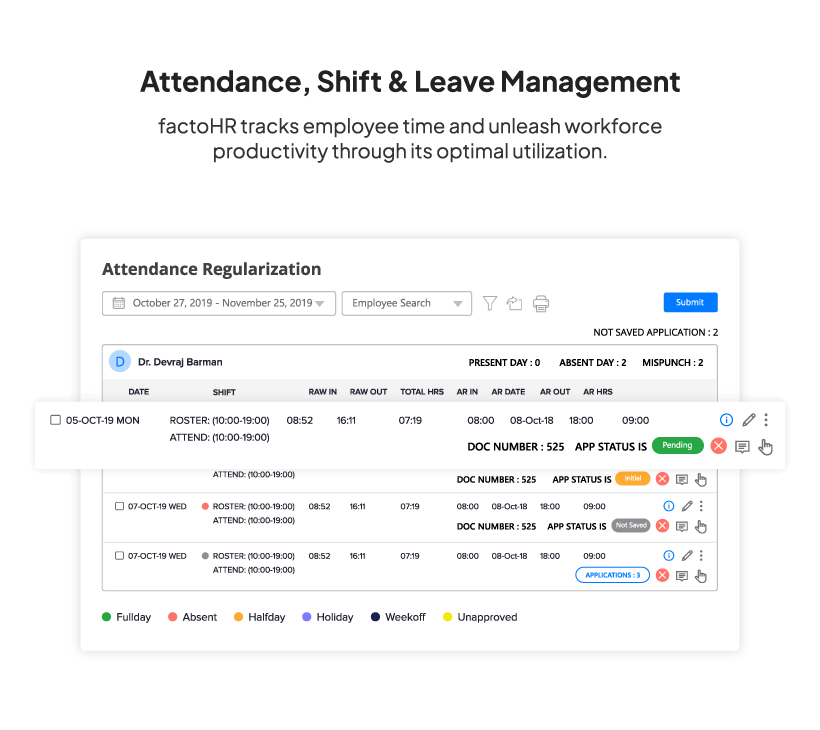 Attendance, Shift & Leave Management
factoHR tracks employee time and unleash workforce
productivity through its optimal utilization.
Attendance Regularization
October 27, 2019 - November 25, 2019 Employee Search Submit
NOT SAVED APPLICATION : 2
D Dr. Devraj Barman PRESENT DAY : 0 ABSENT DAY : 2 MISPUNCH : 2
DATE SHIFT RAW IN RAW OUT TOTAL HRS AR IN AR DATE AR OUT AR HRS
05-OCT-19 MON ROSTER: (10:00-19:00) 08:52 16:11 07:19 08:00 08-Oct-18 18:00 09:00
ATTEND: (10:00-19:00)
DOC NUMBER : 525 APP STATUS IS Pending
ATTEND: (10:00-19:00)
DOC NUMBER : 525 APP STATUS IS Initial
07-OCT-19 WED ROSTER: (10:00-19:00) 08:52 16:11 07:19 08:00 08-Oct-18 18:00 09:00
ATTEND: (10:00-19:00)
DOC NUMBER : 525 APP STATUS IS Not Saved
07-OCT-19 WED ROSTER: (10:00-19:00) 08:52 16:11 07:19 08:00 08-Oct-18 18:00 09:00
ATTEND: (10:00-19:00)
APPLICATIONS : 3
Fullday Absent Halfday Holiday Weekoff Unapproved